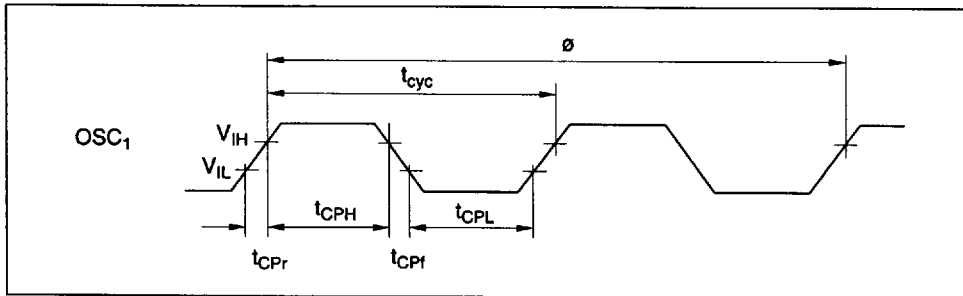 ø
tcyc
OSC1
VIH
VIL
tCPH
tCPL
tCPr
tCPf